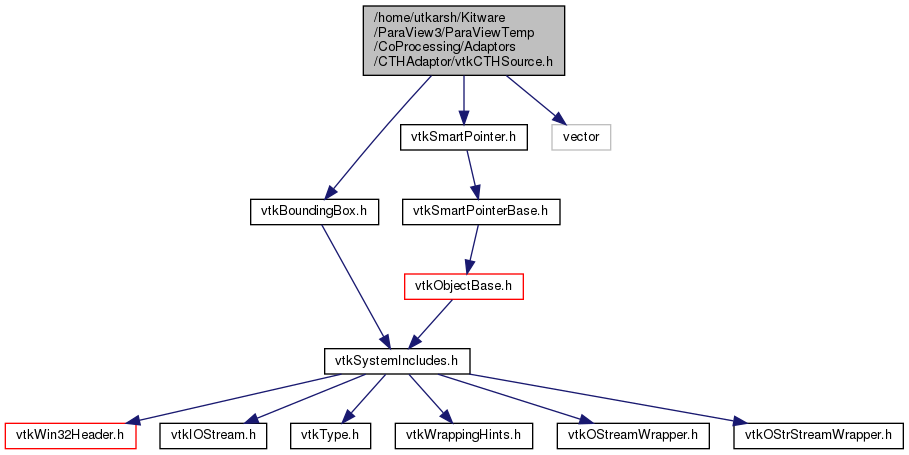 /home/utkarsh/Kitware
/ParaView3/ParaViewTemp
/CoProcessing/Adaptors
/CTHAdaptor/vtkCTHSource.h
vtkSmartPointer.h
vector
vtkBoundingBox.h
vtkSmartPointerBase.h
vtkObjectBase.h
vtkSystemIncludes.h
vtkWin32Header.h
vtkIOStream.h
vtkType.h
vtkWrappingHints.h
vtkOStreamWrapper.h
vtkOStrStreamWrapper.h